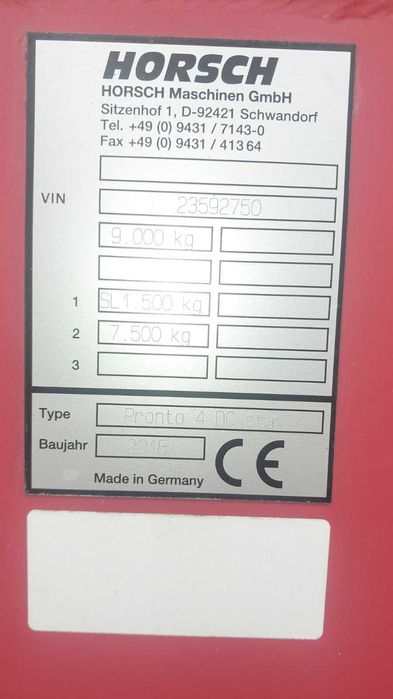 HORSCH
HORSCH Maschinen GmbH
Sitzenhof 1, D-92421 Schwandorf
Tel. +49 (0) 9431 / 7143-0
Fax +49 (0) 9431 / 413 64
VIN 23592750
9.000 kg
1 SL1.500 kg
2 7.500 kg
3
Type Pronto 4 DC
Baujahr 2018
CE
Made in Germany